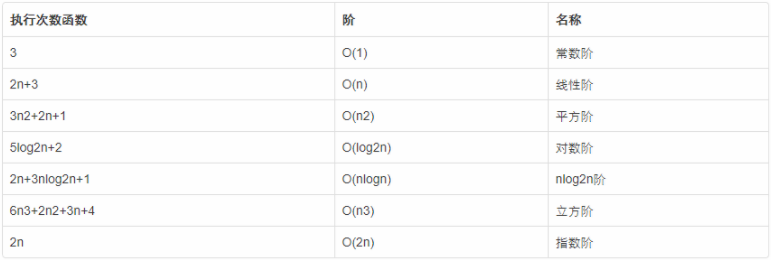 执行次数函数 阶 名称
3 O(1) 常数阶
2n+3 O(n) 线性阶
3n2+2n+1 O(n2) 平方阶
5log2n+2 O(log2n) 对数阶
2n+3nlog2n+1 O(nlogn) nlog2n阶
6n3+2n2+3n+4 O(n3) 立方阶
2n O(2n) 指数阶